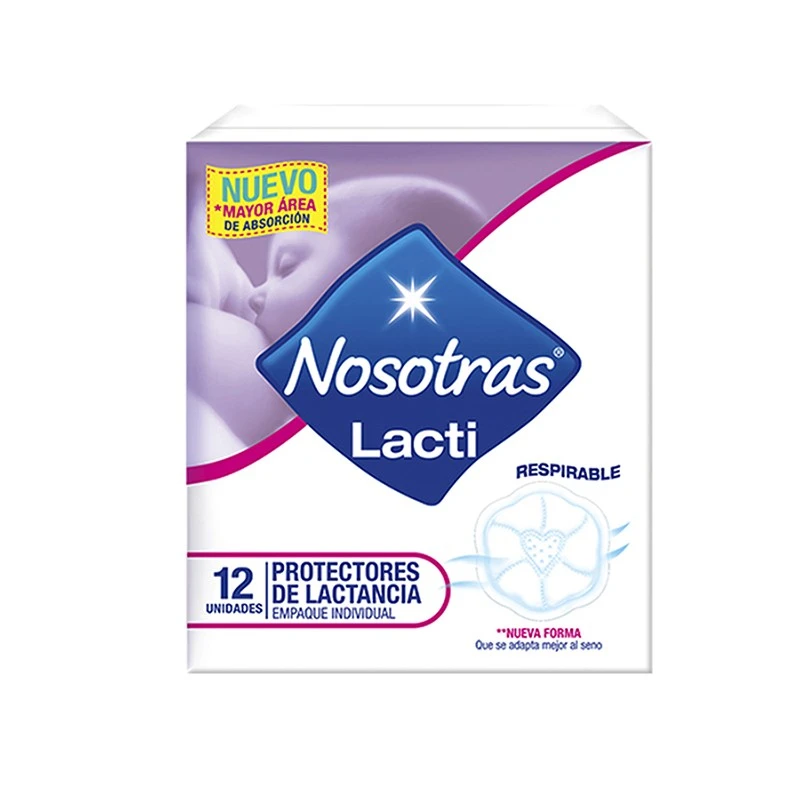 NUEVO
*MAYOR ÁREA
DE ABSORCIÓN
Nosotras®
Lacti
RESPIRABLE
12
UNIDADES
PROTECTORES
DE LACTANCIA
EMPAQUE INDIVIDUAL
**NUEVA FORMA
Que se adapta mejor al seno